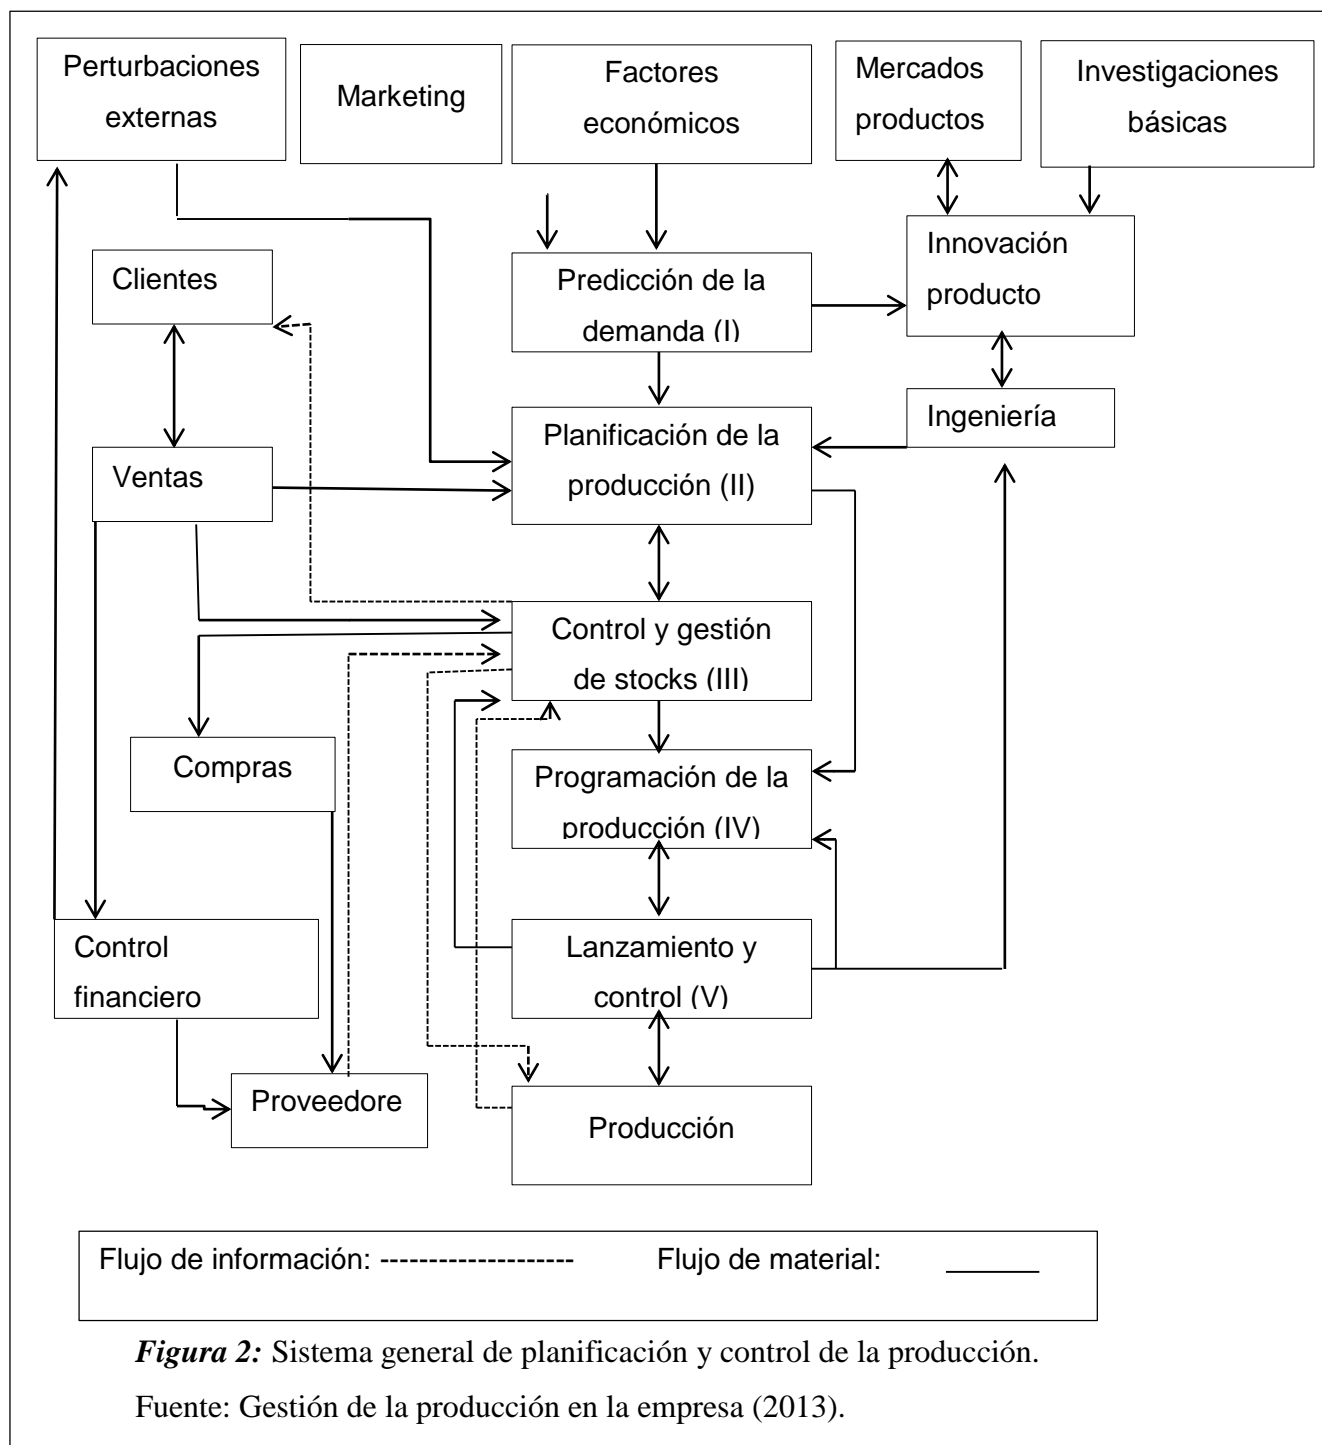 Perturbaciones
externas
Marketing
Factores
económicos
Mercados
productos
Investigaciones
básicas
Clientes
Predicción de la
demanda (I)
Innovación
producto
Ventas
Planificación de la
producción (II)
Ingeniería
Control y gestión
de stocks (III)
Compras
Programación de la
producción (IV)
Control
financiero
Lanzamiento y
control (V)
Proveedore
Producción
Flujo de información: -------------------- Flujo de material: ______
Figura 2: Sistema general de planificación y control de la producción.
Fuente: Gestión de la producción en la empresa (2013).